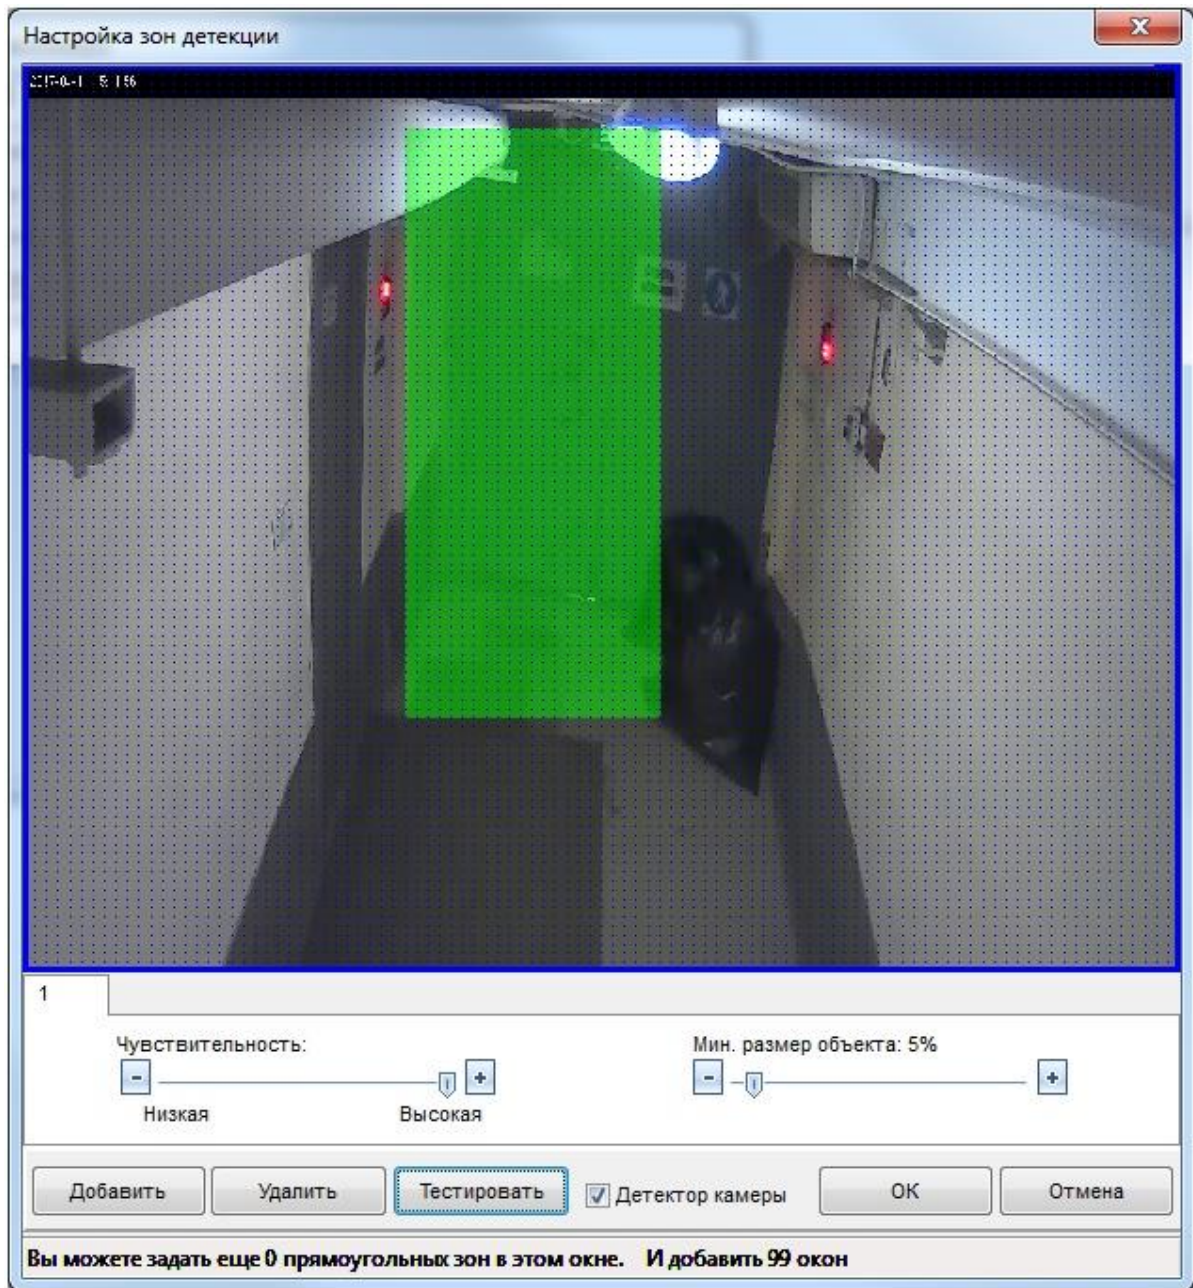 Настройка зон детекции
1
Чувствительность:
Мин. размер объекта: 5%
Низкая
Высокая
Добавить
Удалить
Тестировать
Детектор камеры
OK
Отмена
Вы можете задать еще 0 прямоугольных зон в этом окне. И добавить 99 окон